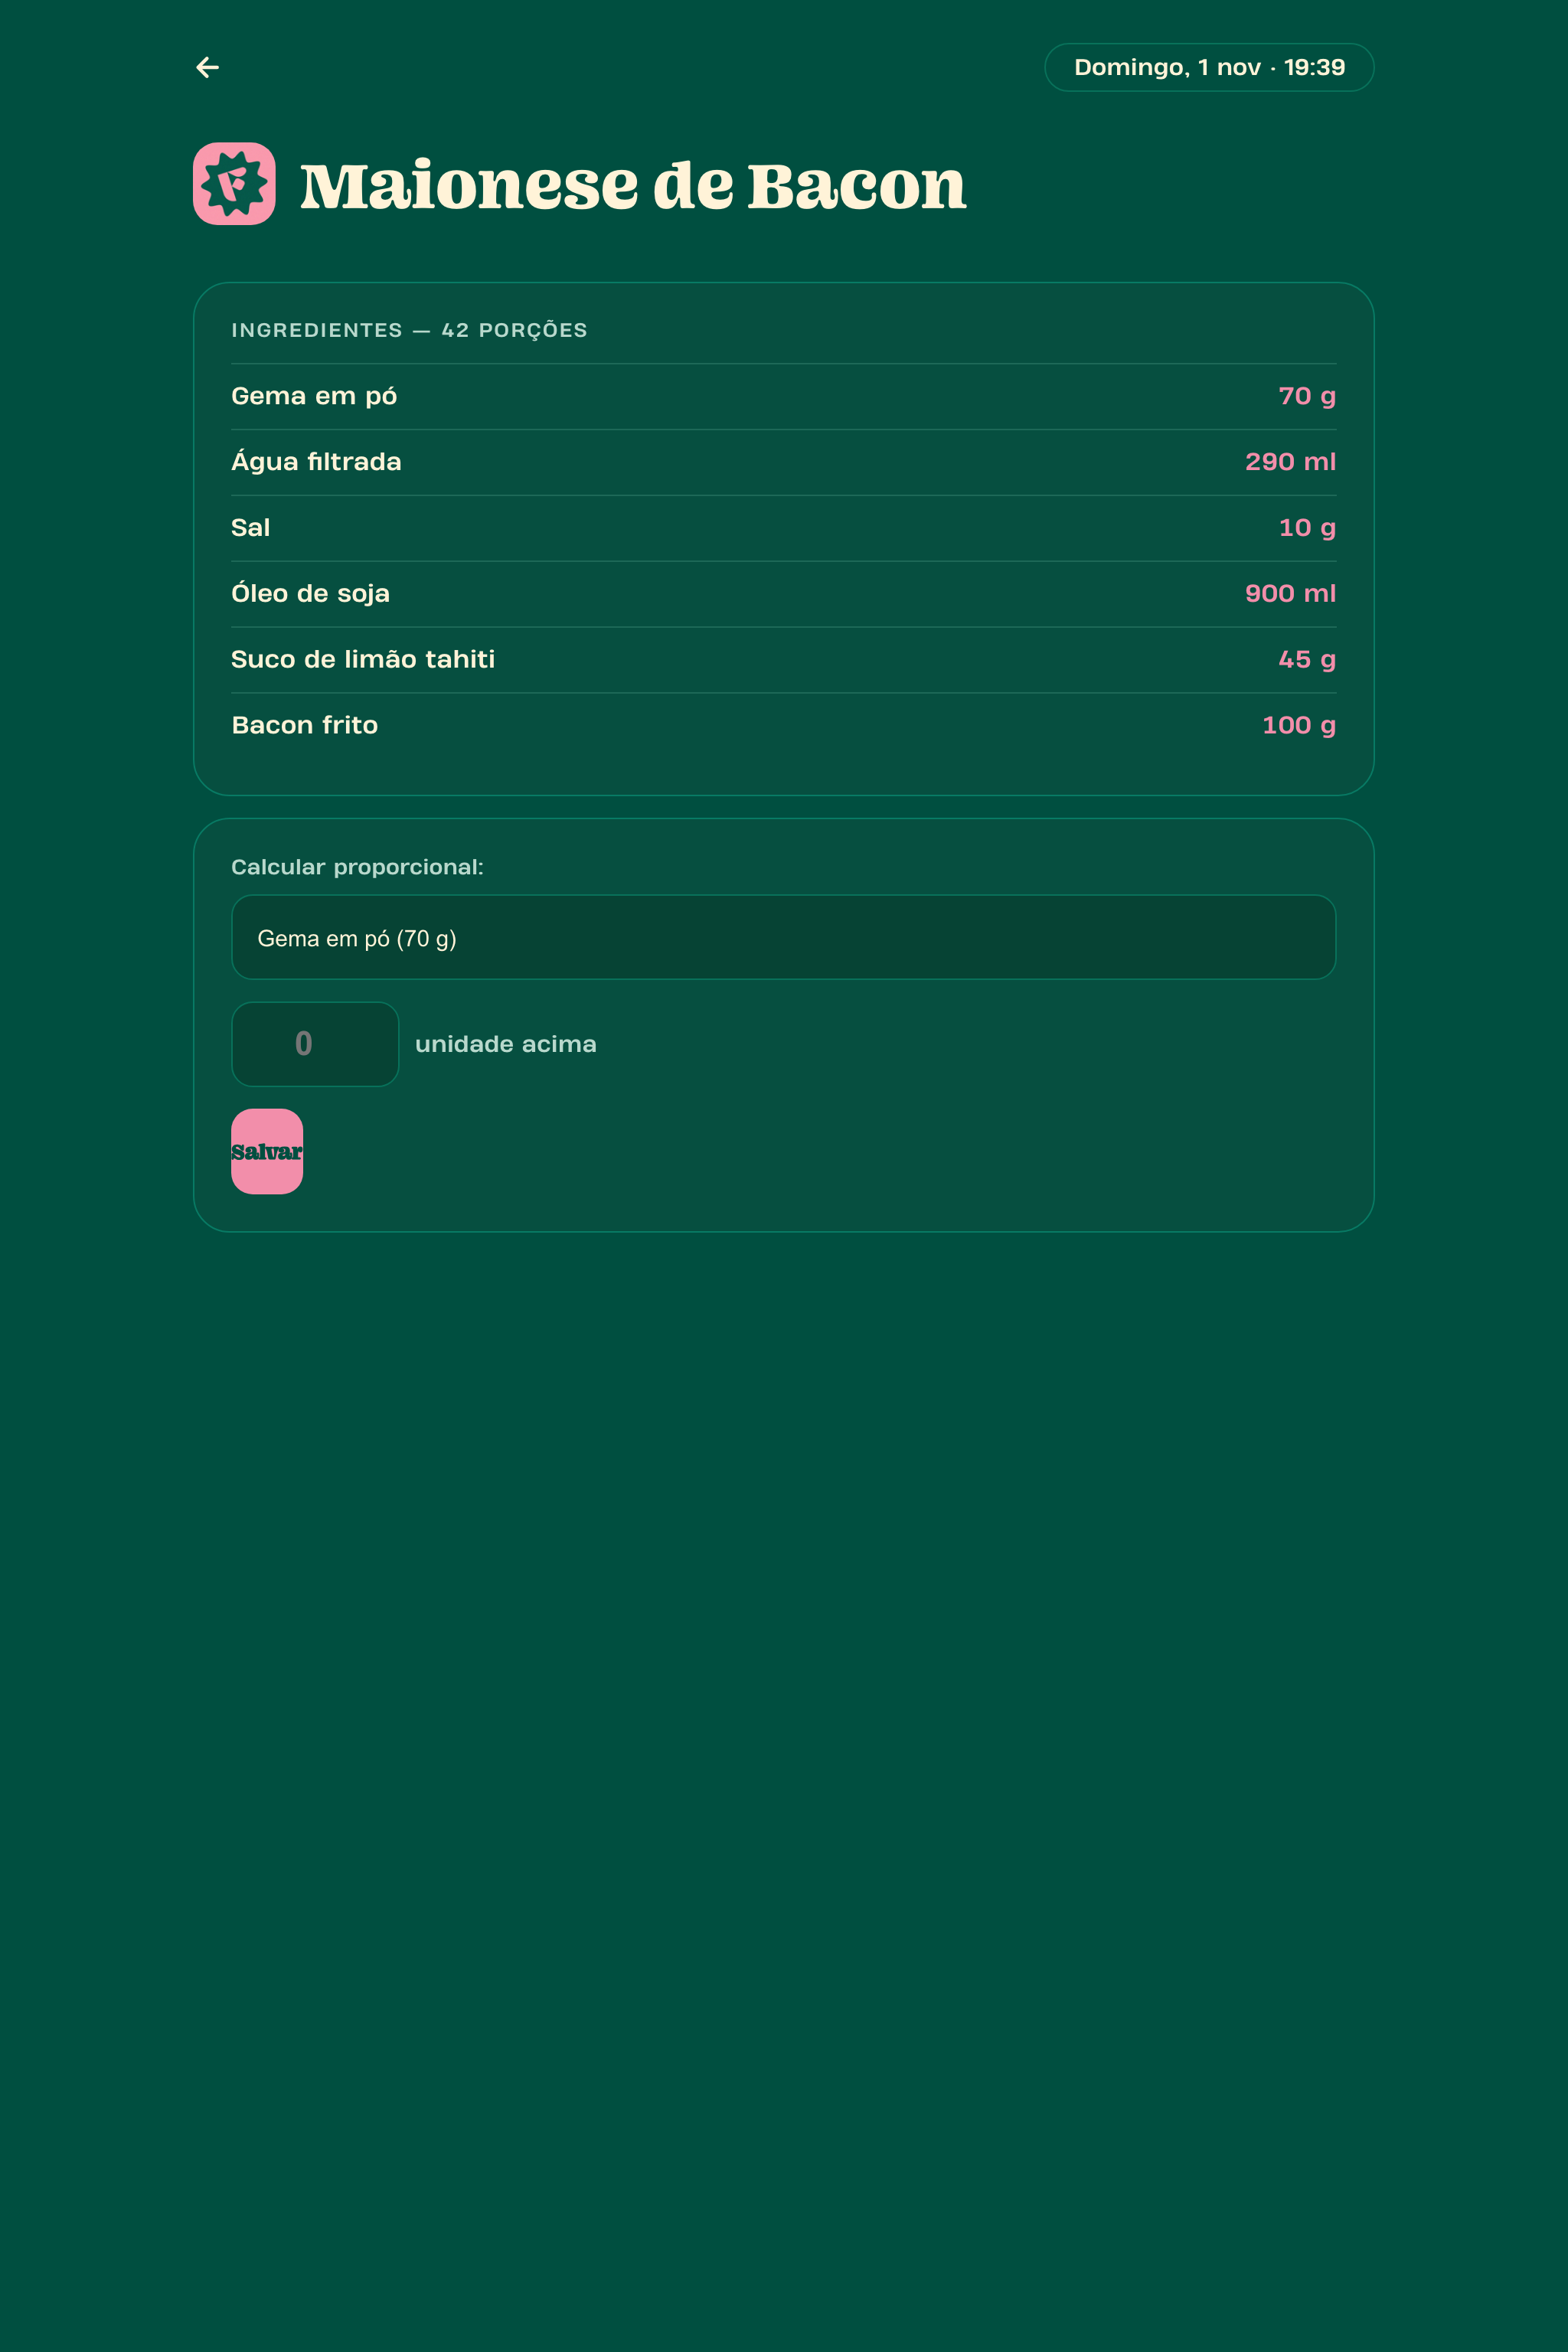 Domingo, 1 nov · 19:39
Maionese de Bacon
INGREDIENTES — 42 PORÇÕES
Gema em pó 70 g
Água filtrada 290 ml
Sal 10 g
Óleo de soja 900 ml
Suco de limão tahiti 45 g
Bacon frito 100 g
Calcular proporcional:
Gema em pó (70 g)
0 unidade acima
Salvar